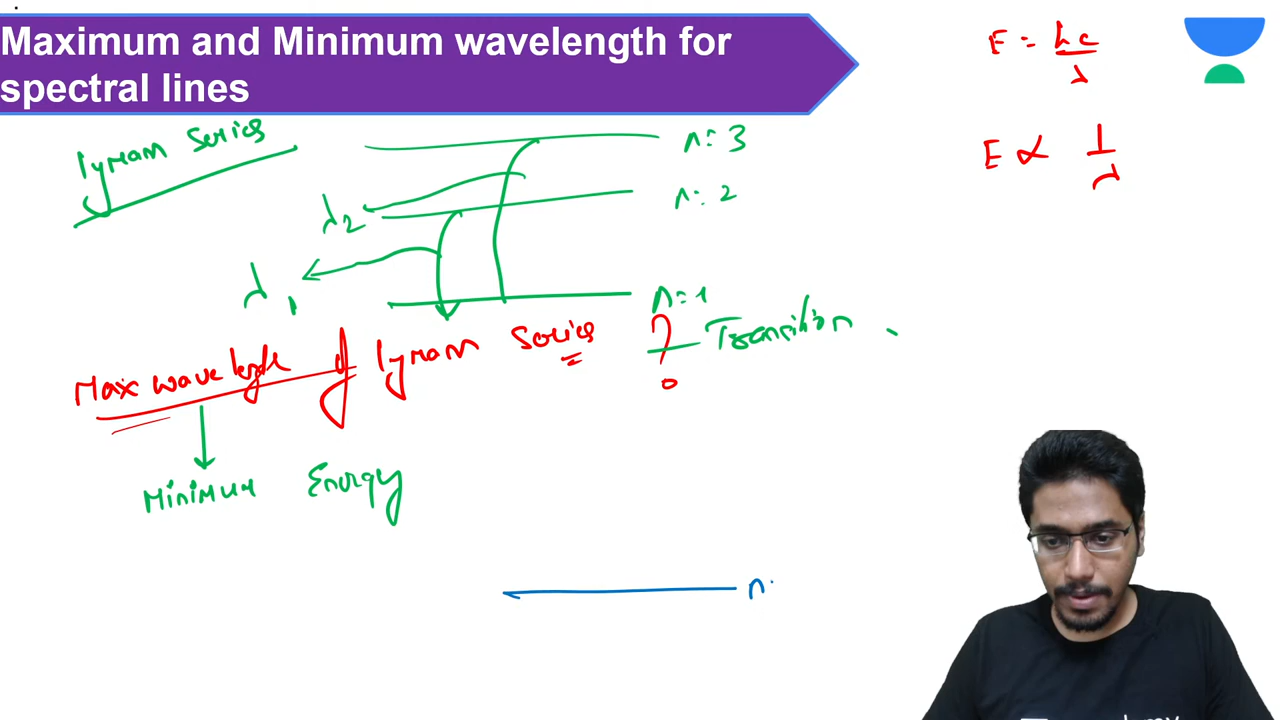 Maximum and Minimum wavelength for
spectral lines
E = hc/λ
E ∝ 1/λ
Lyman Series
n = 3
n = 2
λ2
λ1
n = 1
Max wavelength of Lyman Series ? Transition
Minimum Energy
n